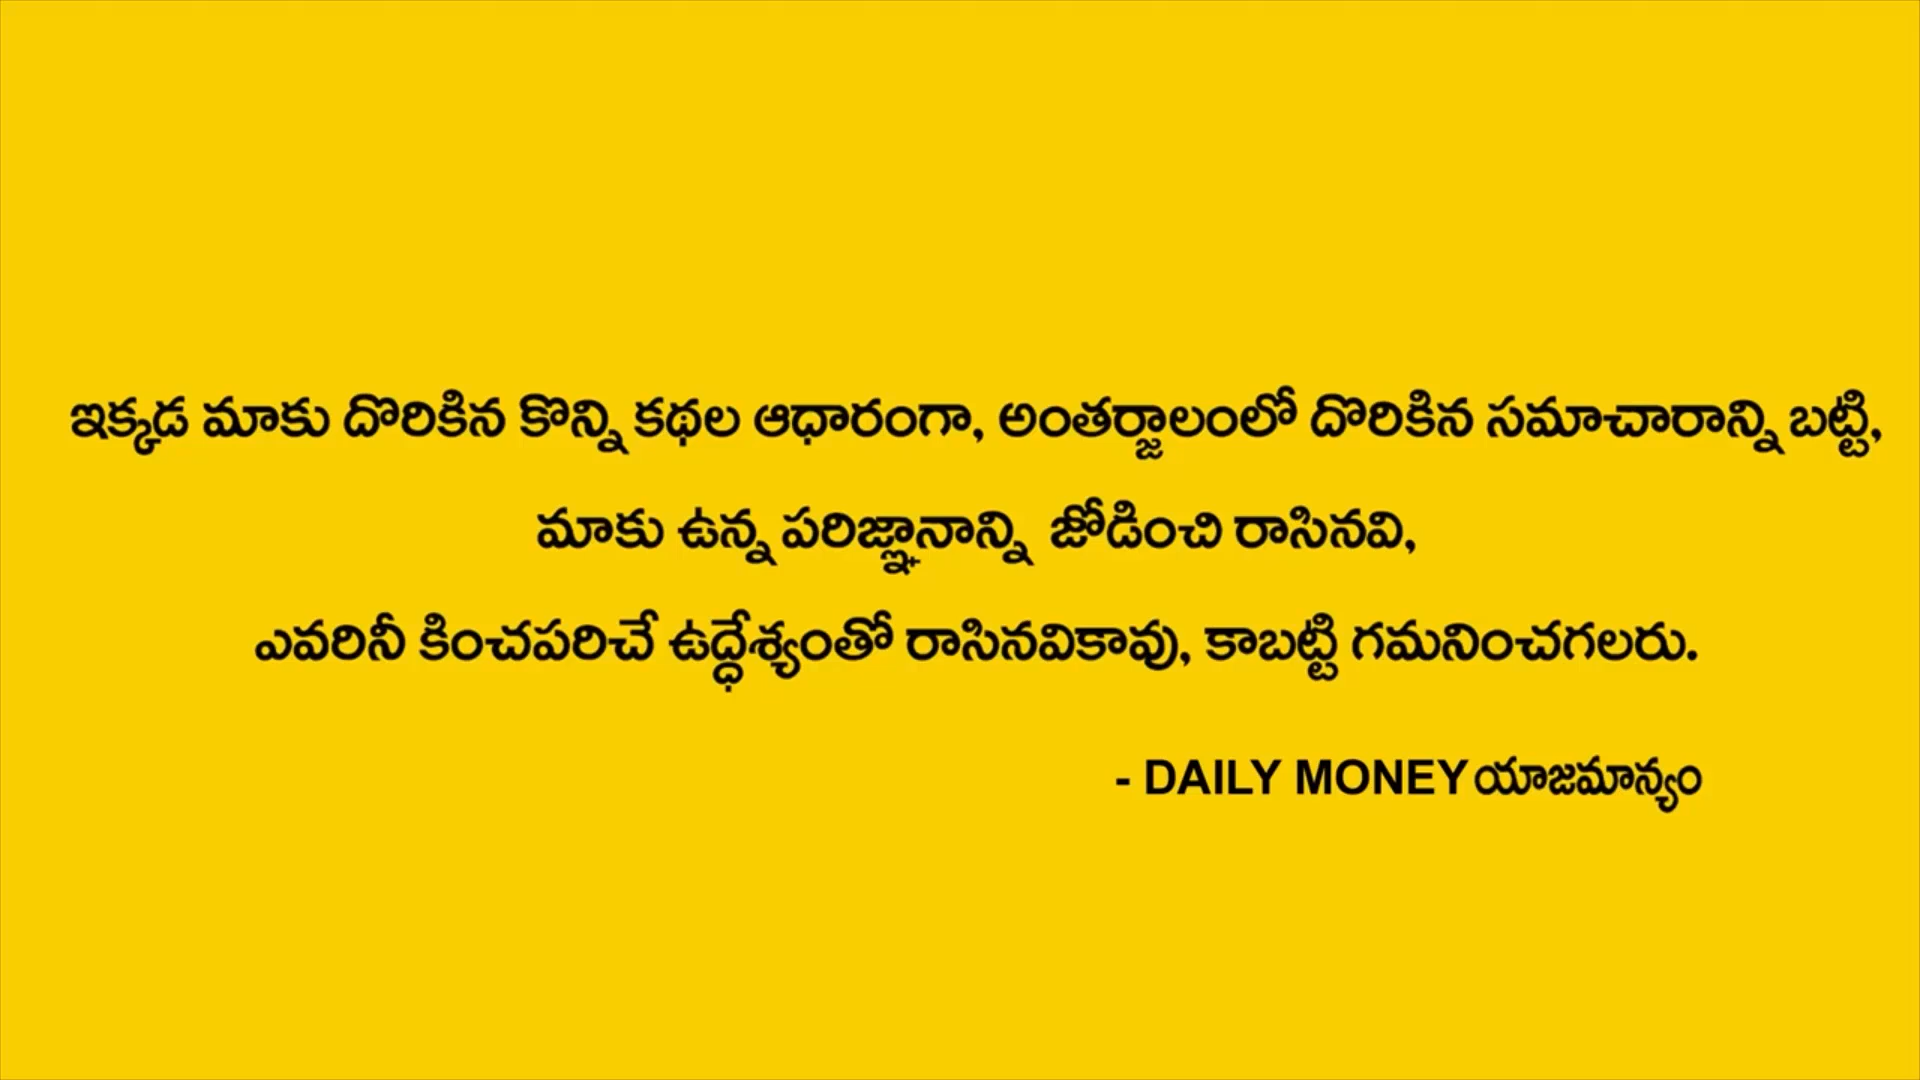 ఇక్కడ మాకు దొరికిన కొన్ని కథల ఆధారంగా, అంతర్జాలంలో దొరికిన సమాచారాన్ని బట్టి,
మాకు ఉన్న పరిజ్ఞానాన్ని జోడించి రాసినవి,
ఎవరినీ కించపరిచే ఉద్ధేశ్యంతో రాసినవికావు, కాబట్టి గమనించగలరు.
- DAILY MONEY యాజమాన్యం